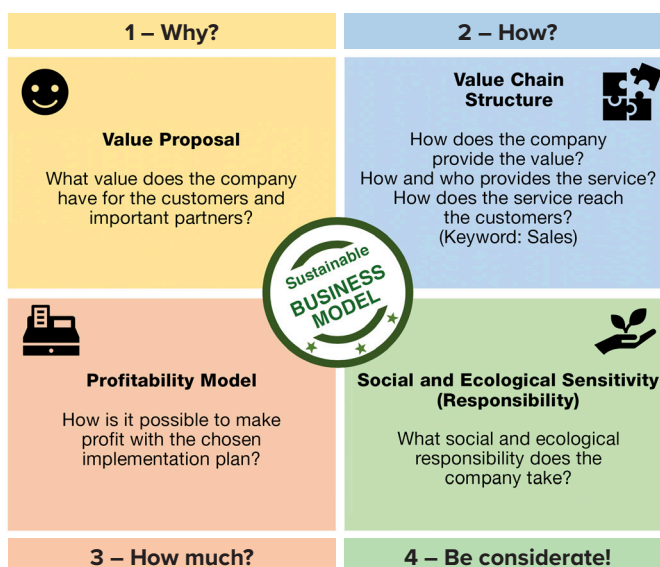 1 – Why?
2 – How?
Value Proposal
What value does the company
have for the customers and
important partners?
Value Chain
Structure
How does the company
provide the value?
How and who provides the service?
How does the service reach
the customers?
(Keyword: Sales)
Sustainable
BUSINESS
MODEL
Profitability Model
How is it possible to make
profit with the chosen
implementation plan?
Social and Ecological Sensitivity
(Responsibility)
What social and ecological
responsibility does the
company take?
3 – How much?
4 – Be considerate!